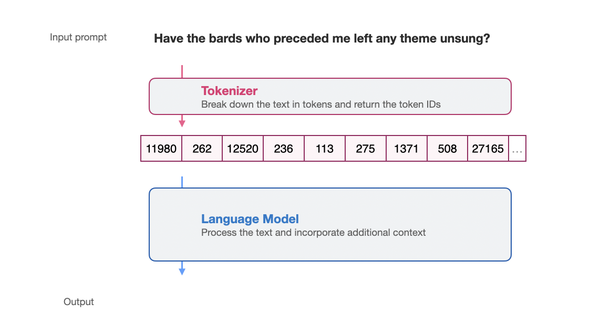 Input prompt
Have the bards who preceded me left any theme unsung?
Tokenizer
Break down the text in tokens and return the token IDs
11980 262 12520 236 113 275 1371 508 27165 ...
Language Model
Process the text and incorporate additional context
Output